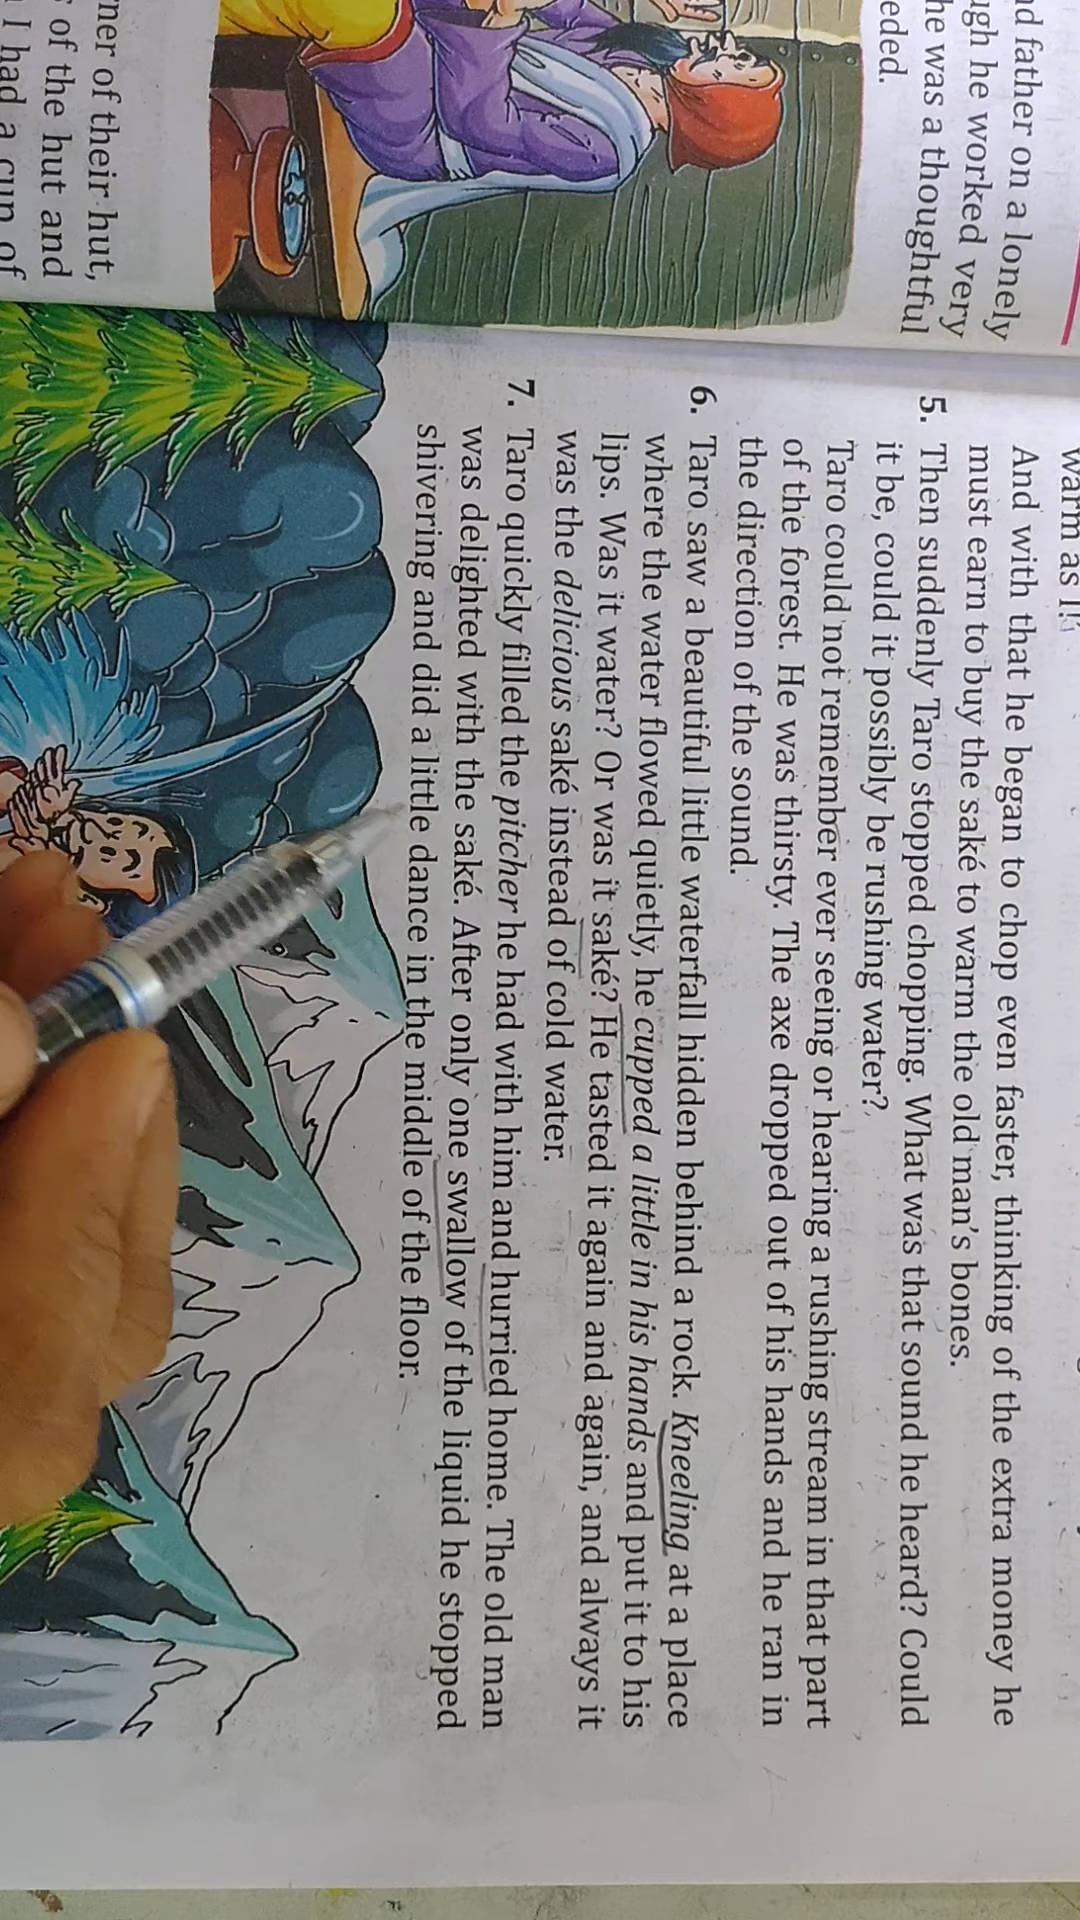 nd father on a lonely
ugh he worked very
he was a thoughtful
eded.
rner of their hut,
of the hut and
I had a cup of
warm as I!
And with that he began to chop even faster, thinking of the extra money he
must earn to buy the saké to warm the old man's bones.
5. Then suddenly Taro stopped chopping. What was that sound he heard? Could
it be, could it possibly be rushing water?
Taro could not remember ever seeing or hearing a rushing stream in that part
of the forest. He was thirsty. The axe dropped out of his hands and he ran in
the direction of the sound.
6. Taro saw a beautiful little waterfall hidden behind a rock. Kneeling at a place
where the water flowed quietly, he cupped a little in his hands and put it to his
lips. Was it water? Or was it saké? He tasted it again and again, and always it
was the delicious saké instead of cold water.
7. Taro quickly filled the pitcher he had with him and hurried home. The old man
was delighted with the saké. After only one swallow of the liquid he stopped
shivering and did a little dance in the middle of the floor.